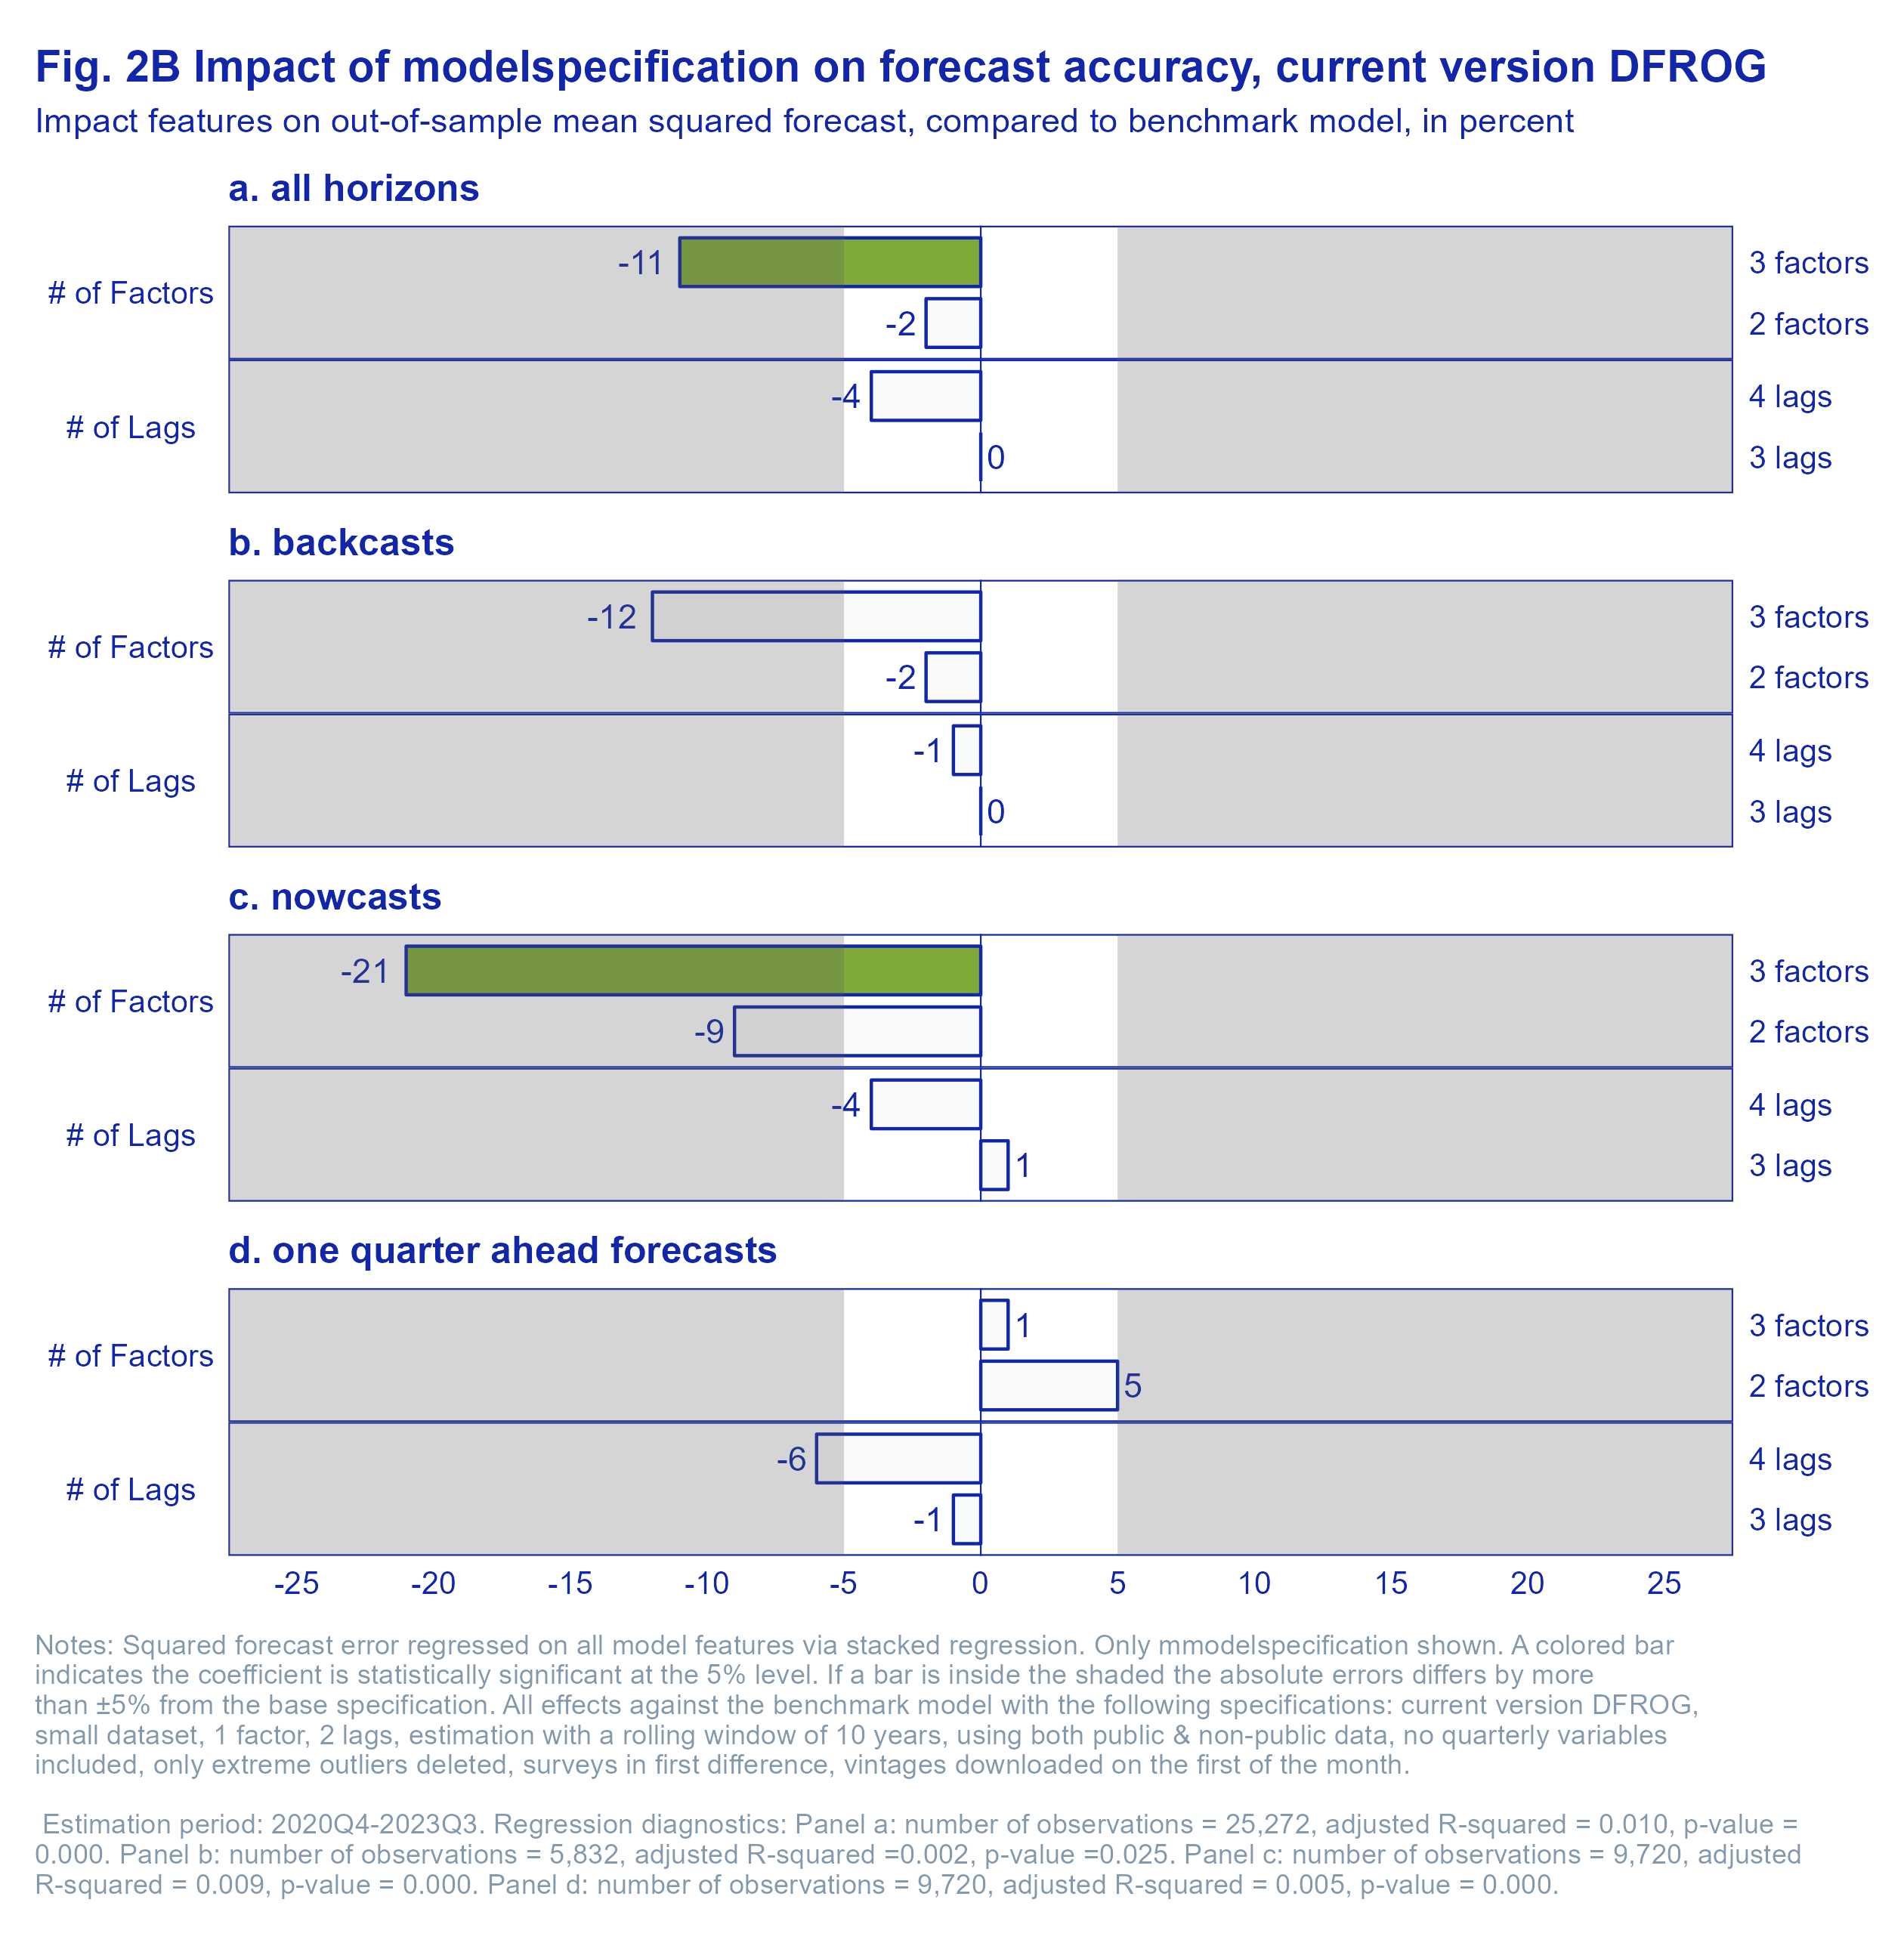 Fig. 2B Impact of modelspecification on forecast accuracy, current version DFROG
Impact features on out-of-sample mean squared forecast, compared to benchmark model, in percent
a. all horizons
# of Factors
-11
3 factors
-2
2 factors
# of Lags
-4
4 lags
0
3 lags
b. backcasts
# of Factors
-12
3 factors
-2
2 factors
# of Lags
-1
4 lags
0
3 lags
c. nowcasts
# of Factors
-21
3 factors
-9
2 factors
# of Lags
-4
4 lags
1
3 lags
d. one quarter ahead forecasts
# of Factors
1
3 factors
5
2 factors
# of Lags
-6
4 lags
-1
3 lags
-25 -20 -15 -10 -5 0 5 10 15 20 25
Notes: Squared forecast error regressed on all model features via stacked regression. Only mmodelspecification shown. A colored bar
indicates the coefficient is statistically significant at the 5% level. If a bar is inside the shaded the absolute errors differs by more
than ±5% from the base specification. All effects against the benchmark model with the following specifications: current version DFROG,
small dataset, 1 factor, 2 lags, estimation with a rolling window of 10 years, using both public & non-public data, no quarterly variables
included, only extreme outliers deleted, surveys in first difference, vintages downloaded on the first of the month.
Estimation period: 2020Q4-2023Q3. Regression diagnostics: Panel a: number of observations = 25,272, adjusted R-squared = 0.010, p-value =
0.000. Panel b: number of observations = 5,832, adjusted R-squared =0.002, p-value =0.025. Panel c: number of observations = 9,720, adjusted
R-squared = 0.009, p-value = 0.000. Panel d: number of observations = 9,720, adjusted R-squared = 0.005, p-value = 0.000.